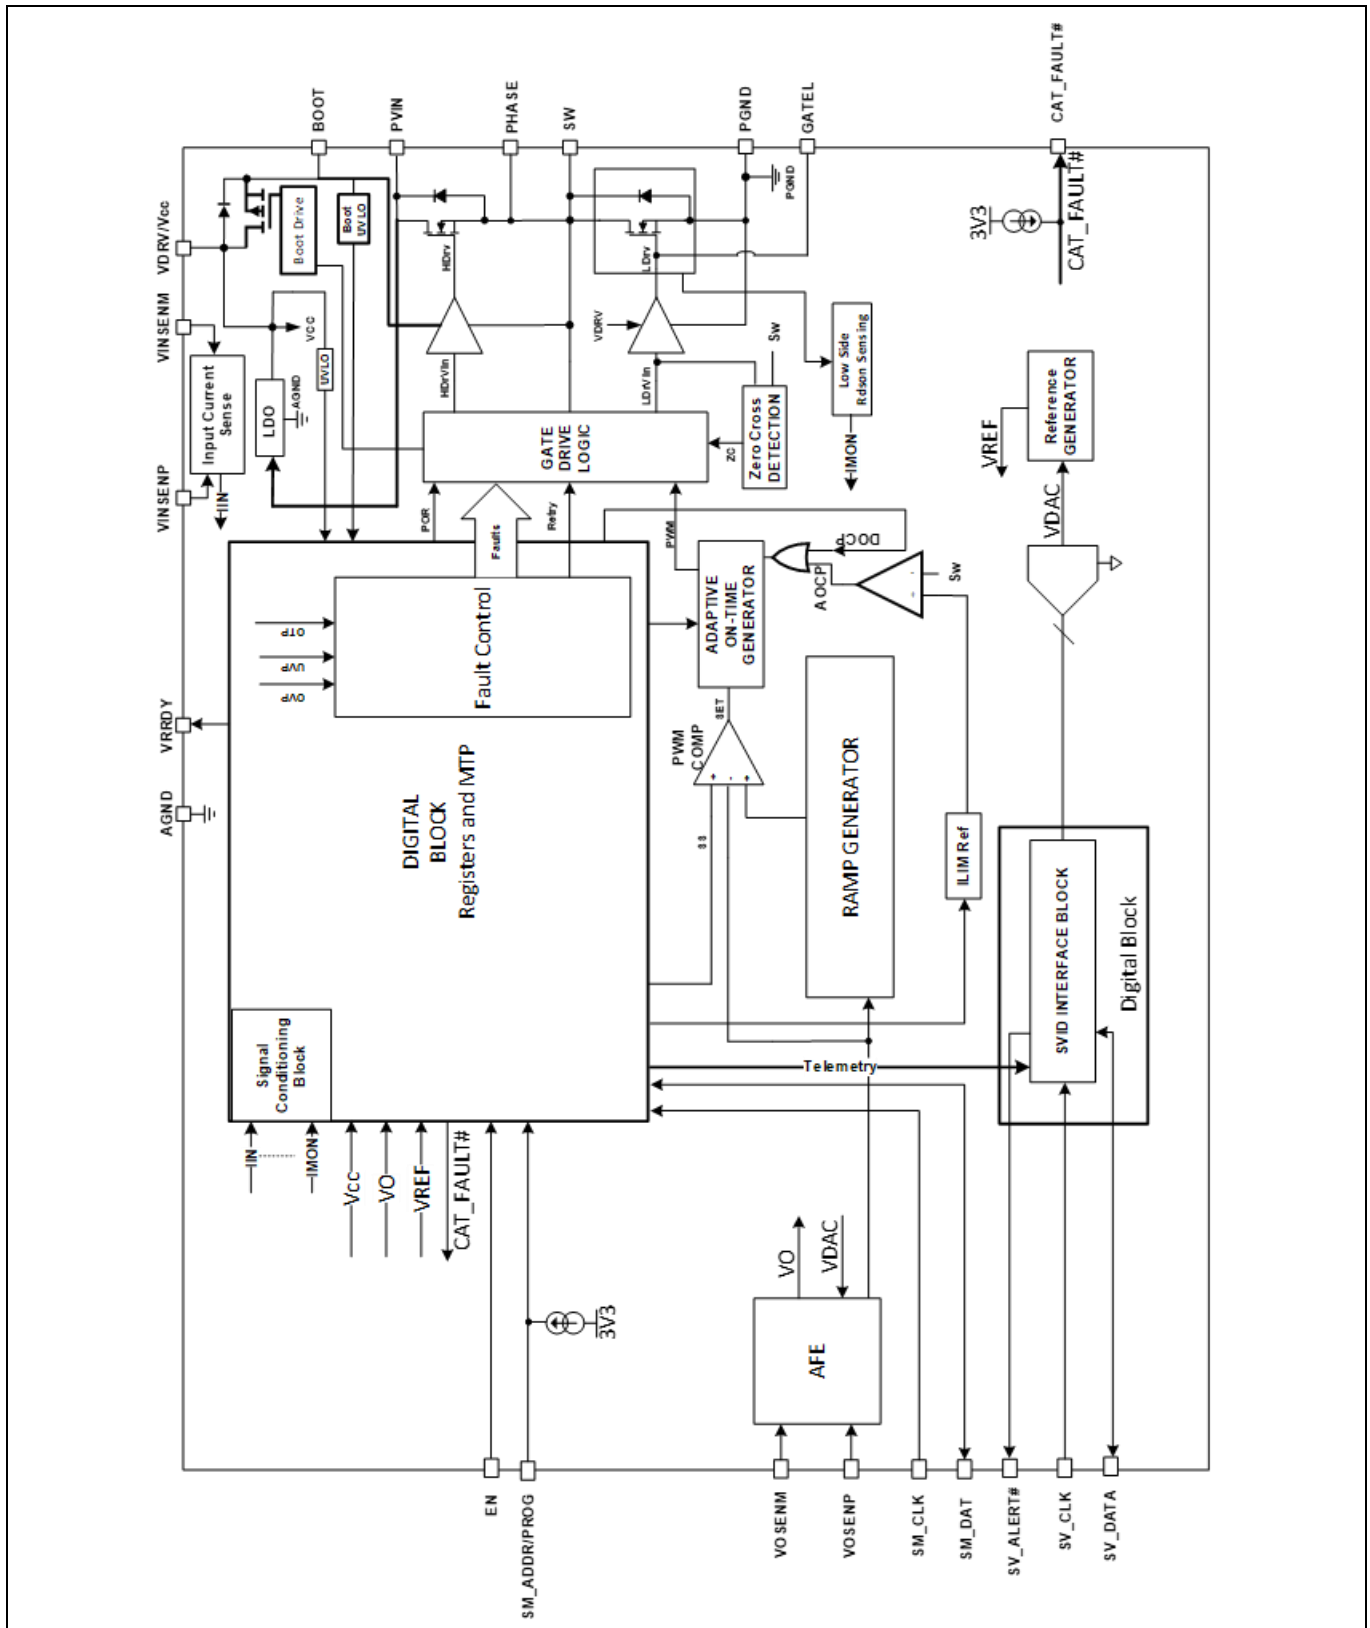 BOOT
PVIN
PHASE
SW
PGND
GATEL
CAT_FAULT#
VDRV/Vcc
VINSENM
VINSENP
VRRDY
AGND
Boot Drive
Boot
UVLO
VCC
UVLO
LDO
AGND
Input Current
Sense
IIN
HDrv
HDrVin
VDRV
LDrv
LDrVin
PGND
Sw
Low Side
Rdson Sensing
IMON
Zero Cross
DETECTION
ZC
GATE
DRIVE
LOGIC
POR
Faults
Retry
PWM
3V3
CAT_FAULT#
Reference
GENERATOR
VREF
VDAC
OTP
UVP
OVP
Fault Control
ADAPTIVE
ON-TIME
GENERATOR
DOCP
AOCP
Sw
+
-
SET
PWM
COMP
+
-
+
SS
DIGITAL
BLOCK
Registers and MTP
RAMP GENERATOR
ILIM Ref
SVID INTERFACE BLOCK
Digital Block
Signal
Conditioning
Block
Telemetry
IIN
IMON
Vcc
VO
VREF
CAT_FAULT#
3V3
VO
VDAC
AFE
EN
SM_ADDR/PROG
VOSENM
VOSENP
SM_CLK
SM_DAT
SV_ALERT#
SV_CLK
SV_DATA